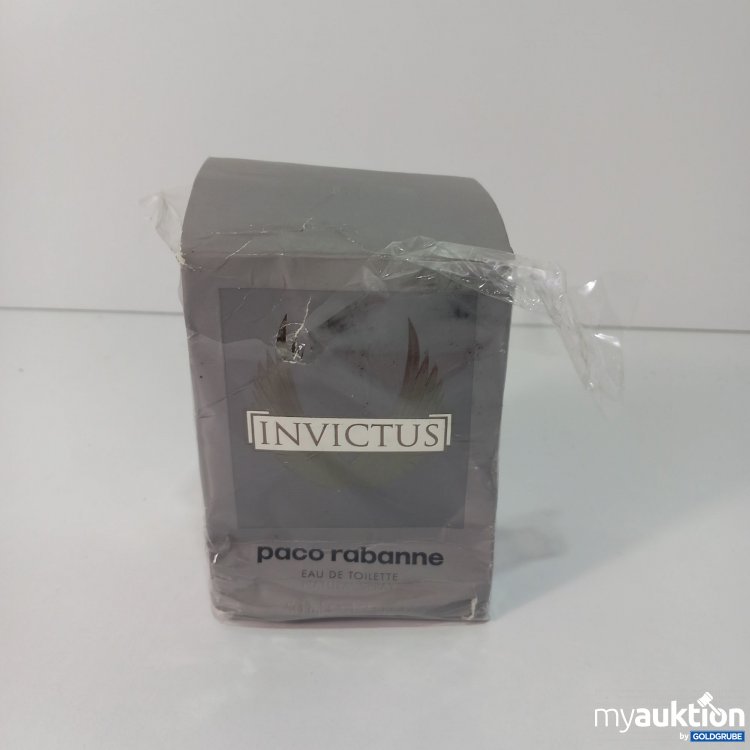 INVICTUS
paco rabanne
EAU DE TOILETTE
myauktion
by GOLDGRUBE